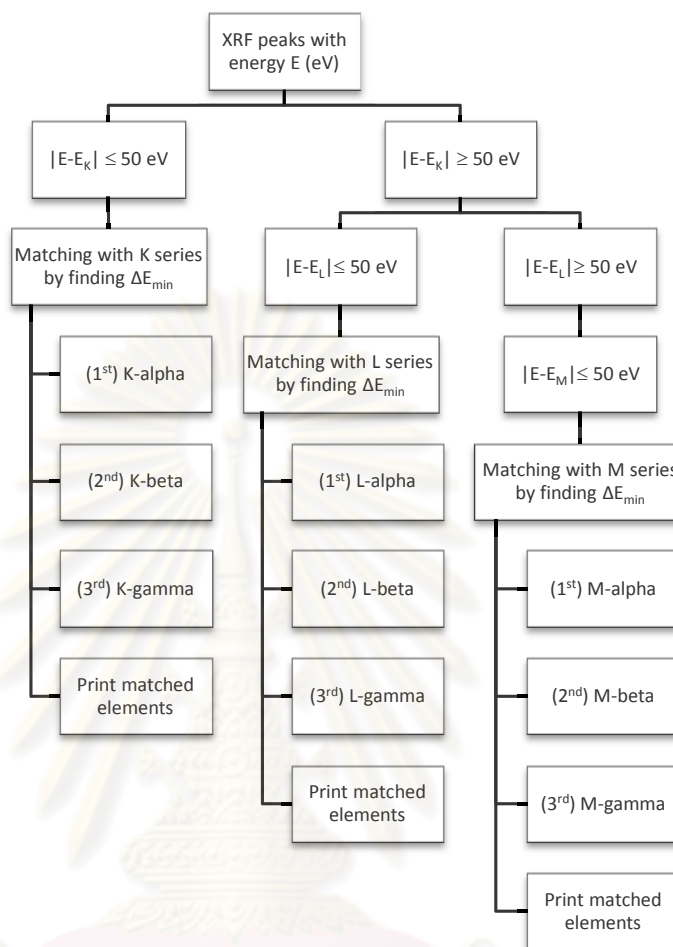 XRF peaks with
energy E (eV)
|E-E_K| ≤ 50 eV
|E-E_K| ≥ 50 eV
Matching with K series
by finding ΔE_min
|E-E_L|≤ 50 eV
|E-E_L|≥ 50 eV
(1st) K-alpha
Matching with L series
by finding ΔE_min
|E-E_M|≤ 50 eV
(2nd) K-beta
(1st) L-alpha
Matching with M series
by finding ΔE_min
(3rd) K-gamma
(2nd) L-beta
(1st) M-alpha
Print matched
elements
(3rd) L-gamma
(2nd) M-beta
Print matched
elements
(3rd) M-gamma
Print matched
elements